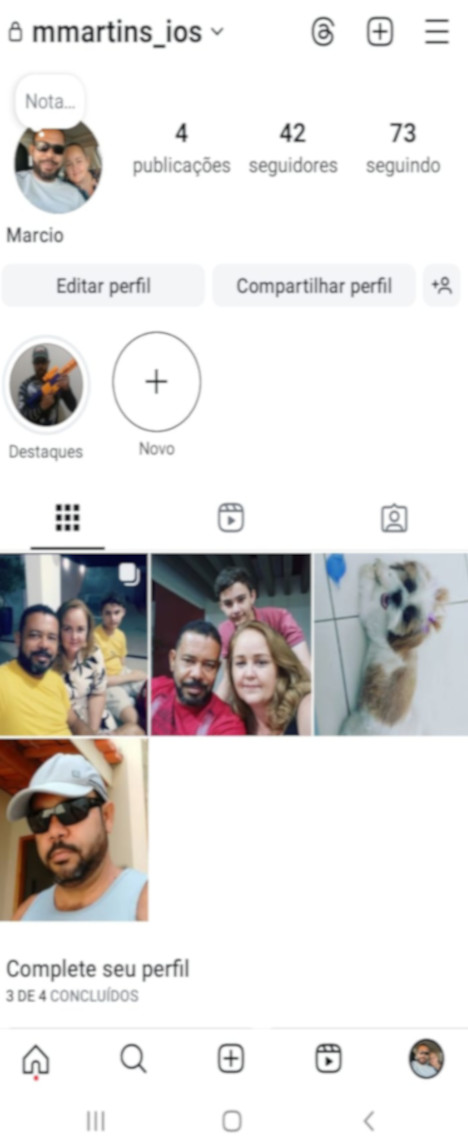 mmartins_ios
Nota...
4 42 73
publicações seguidores seguindo
Marcio
Editar perfil Compartilhar perfil
Destaques Novo
Complete seu perfil
3 DE 4 CONCLUÍDOS